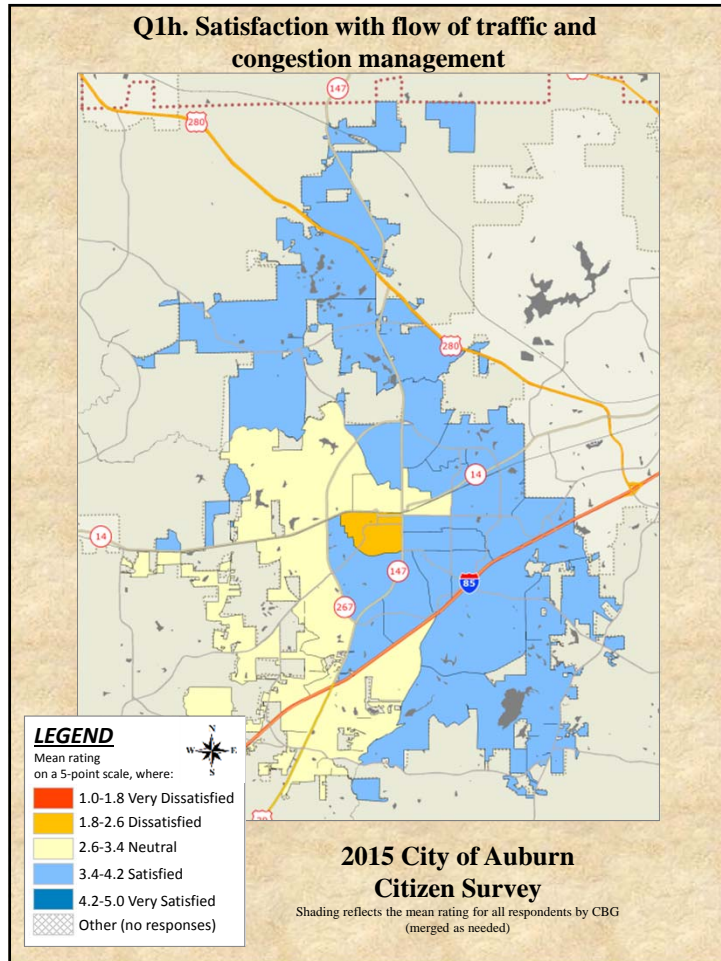 Q1h. Satisfaction with flow of traffic and
congestion management
147
280
280
14
14
147
85
267
LEGEND
Mean rating
on a 5-point scale, where:
N
W E
S
1.0-1.8 Very Dissatisfied
1.8-2.6 Dissatisfied
2.6-3.4 Neutral
3.4-4.2 Satisfied
4.2-5.0 Very Satisfied
Other (no responses)
2015 City of Auburn
Citizen Survey
Shading reflects the mean rating for all respondents by CBG
(merged as needed)